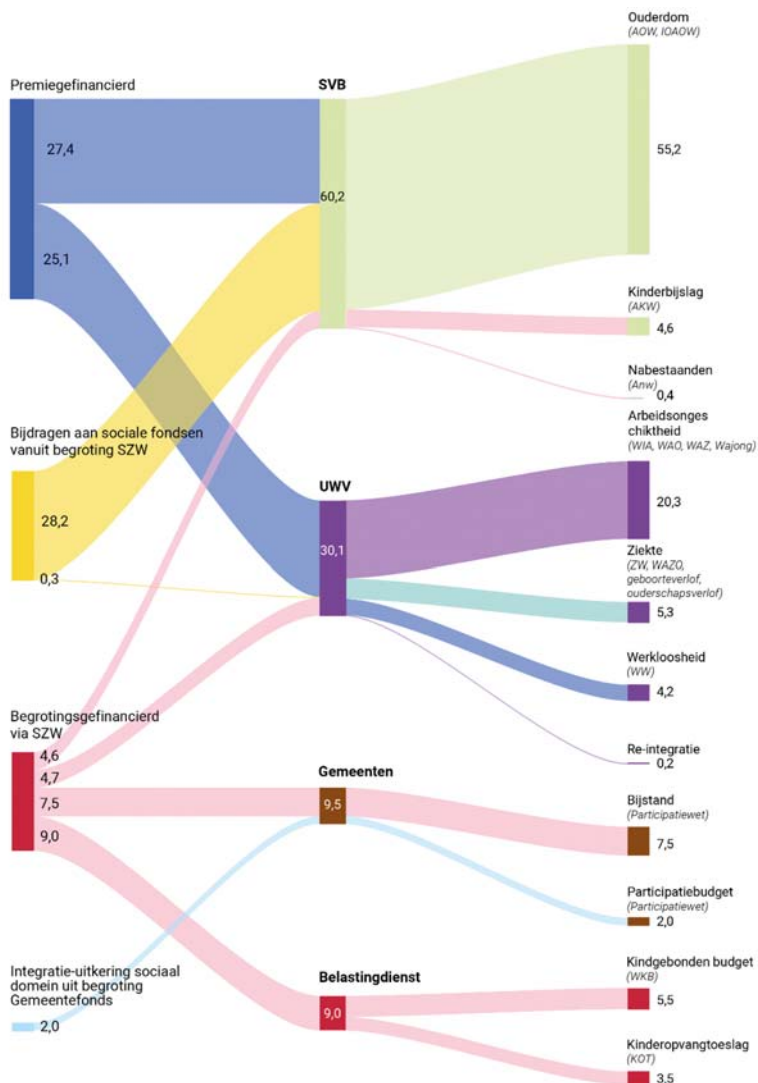 Premiegefinancierd
27,4
25,1
Bijdragen aan sociale fondsen
vanuit begroting SZW
28,2
0,3
Begrotingsgefinancierd
via SZW
4,6
4,7
7,5
9,0
Integratie-uitkering sociaal
domein uit begroting
Gemeentefonds
2,0
SVB
60,2
UWV
30,1
Gemeenten
9,5
Belastingdienst
9,0
Ouderdom
(AOW, IOAOW)
55,2
Kinderbijslag
(AKW)
4,6
Nabestaanden
(Anw)
0,4
Arbeidsonges
chiktheid
(WIA, WAO, WAZ, Wajong)
20,3
Ziekte
(ZW, WAZO,
geboorteverlof,
ouderschapsverlof)
5,3
Werkloosheid
(WW)
4,2
Re-integratie
0,2
Bijstand
(Participatiewet)
7,5
Participatiebudget
(Participatiewet)
2,0
Kindgebonden budget
(WKB)
5,5
Kinderopvangtoeslag
(KOT)
3,5